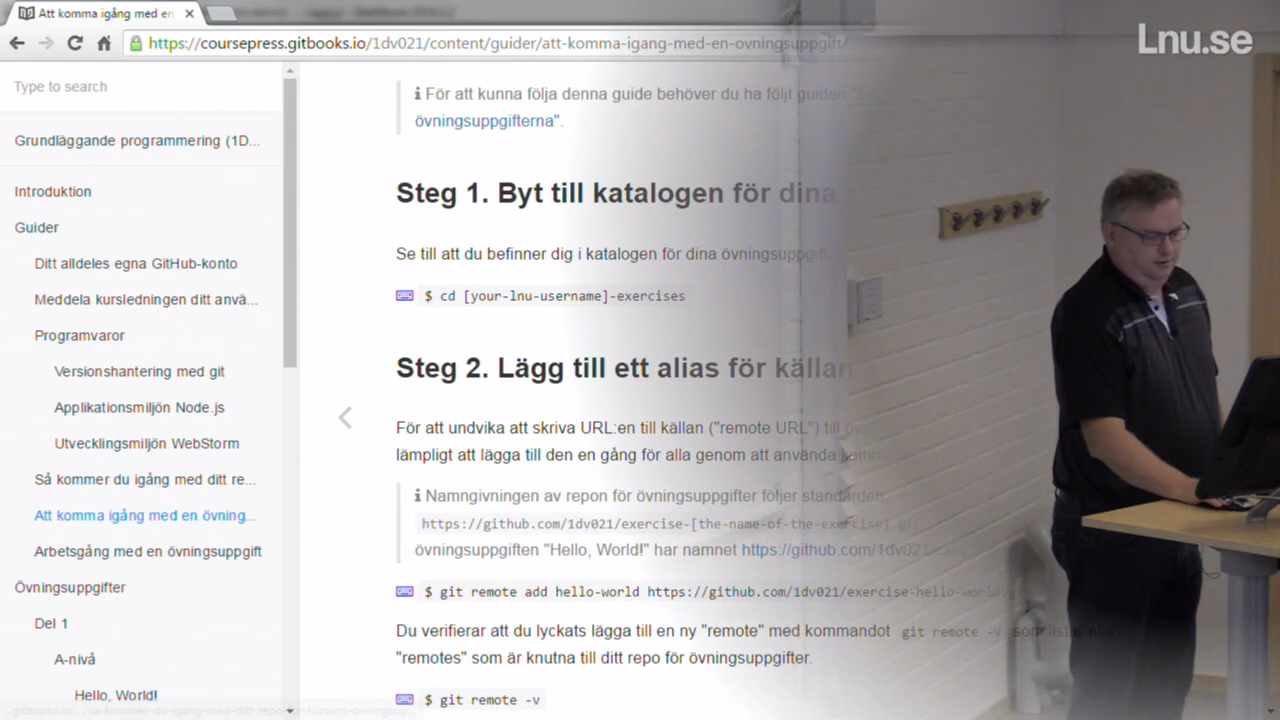 Att komma igång med en
https://coursepress.gitbooks.io/1dv021/content/guider/att-komma-igang-med-en-ovningsuppgift/
Lnu.se
Type to search
Grundläggande programmering (1D...
Introduktion
Guider
Ditt alldeles egna GitHub-konto
Meddela kursledningen ditt anvä...
Programvaror
Versionshantering med git
Applikationsmiljön Node.js
Utvecklingsmiljön WebStorm
Så kommer du igång med ditt re...
Att komma igång med en övning...
Arbetsgång med en övningsuppgift
Övningsuppgifter
Del 1
A-nivå
Hello, World!
För att kunna följa denna guide behöver du ha följt guiden
övningsuppgifterna".
Steg 1. Byt till katalogen för dina
Se till att du befinner dig i katalogen för dina övningsuppgifter
$ cd [your-lnu-username]-exercises
Steg 2. Lägg till ett alias för källan
För att undvika att skriva URL:en till källan ("remote URL") till
lämpligt att lägga till den en gång för alla genom att använda
Namngivningen av repon för övningsuppgifter följer standarden
https://github.com/1dv021/exercise-[the-name-of-the-exercise].git
övningsuppgiften "Hello, World!" har namnet https://github.com/1dv021/
$ git remote add hello-world https://github.com/1dv021/exercise-hello-world
Du verifierar att du lyckats lägga till en ny "remote" med kommandot git remote -v som listar alla
"remotes" som är knutna till ditt repo för övningsuppgifter.
$ git remote -v